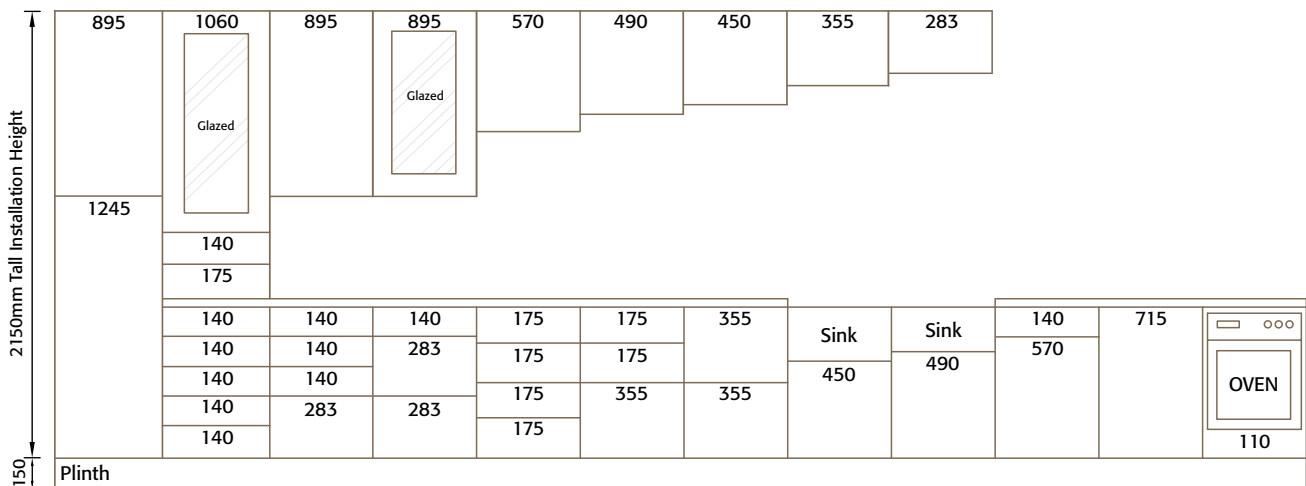 895 1060 895 895 570 490 450 355 283
Glazed
Glazed
2150mm Tall Installation Height
1245
140
175
140 140 140 175 175 355 Sink Sink 140 715
140 140 283 175 175 450 490 570
140 140 175 355 355 OVEN
140 283 283 175
140 110
150 Plinth